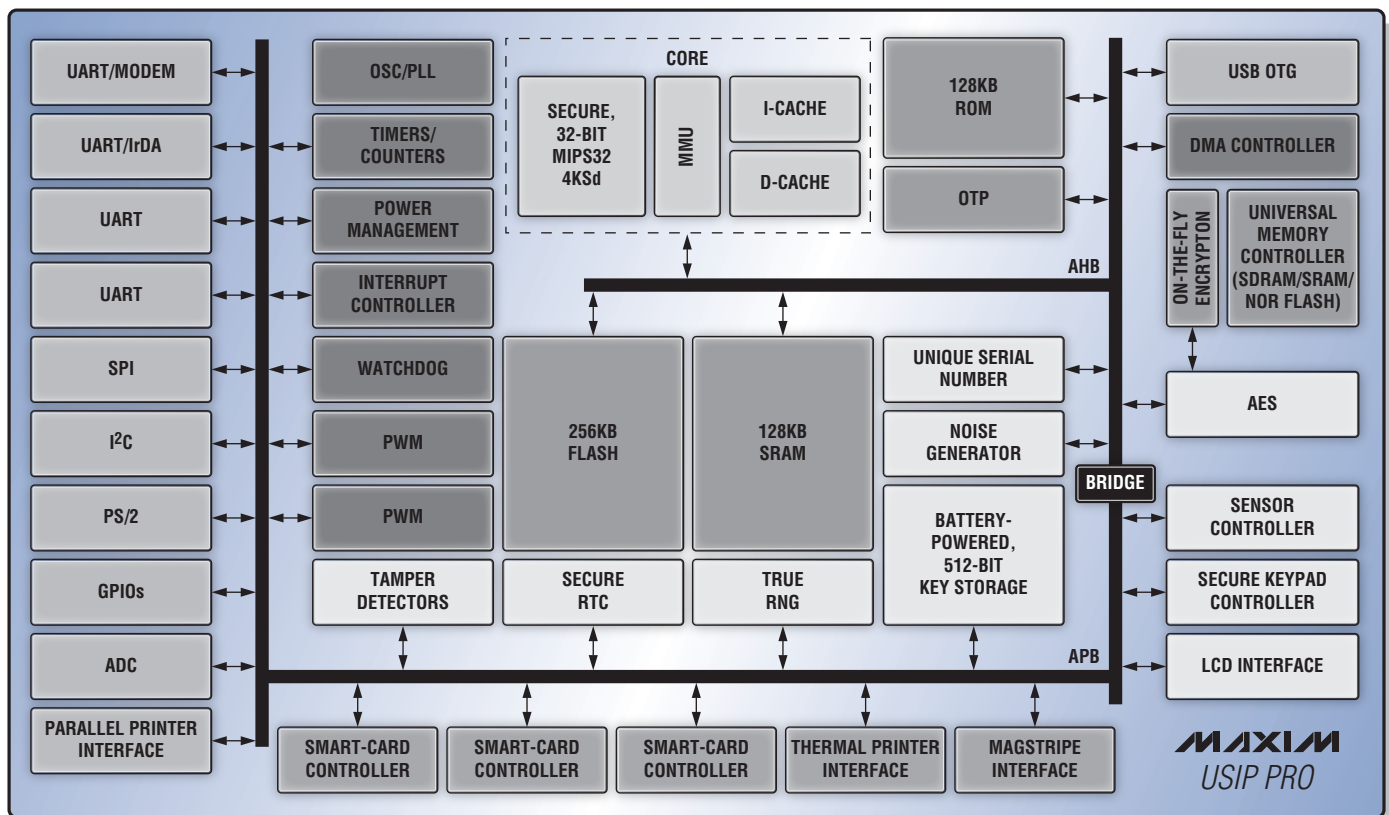 UART/MODEM
UART/IrDA
UART
UART
SPI
I²C
PS/2
GPIOs
ADC
PARALLEL PRINTER
INTERFACE
OSC/PLL
TIMERS/
COUNTERS
POWER
MANAGEMENT
INTERRUPT
CONTROLLER
WATCHDOG
PWM
PWM
TAMPER
DETECTORS
CORE
SECURE,
32-BIT
MIPS32
4KSd
MMU
I-CACHE
D-CACHE
128KB
ROM
OTP
AHB
256KB
FLASH
128KB
SRAM
UNIQUE SERIAL
NUMBER
NOISE
GENERATOR
BATTERY-
POWERED,
512-BIT
KEY STORAGE
SECURE
RTC
TRUE
RNG
BRIDGE
APB
USB OTG
DMA CONTROLLER
ON-THE-FLY
ENCRYPTON
UNIVERSAL
MEMORY
CONTROLLER
(SDRAM/SRAM/
NOR FLASH)
AES
SENSOR
CONTROLLER
SECURE KEYPAD
CONTROLLER
LCD INTERFACE
SMART-CARD
CONTROLLER
SMART-CARD
CONTROLLER
SMART-CARD
CONTROLLER
THERMAL PRINTER
INTERFACE
MAGSTRIPE
INTERFACE
MAXIM
USIP PRO